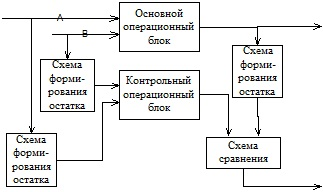 A
Основной
операционный
блок
B
Схема
форми-
рования
остатка
Контрольный
операционный
блок
Схема
форми-
рования
остатка
Схема
форми-
рования
остатка
Схема
сравнения